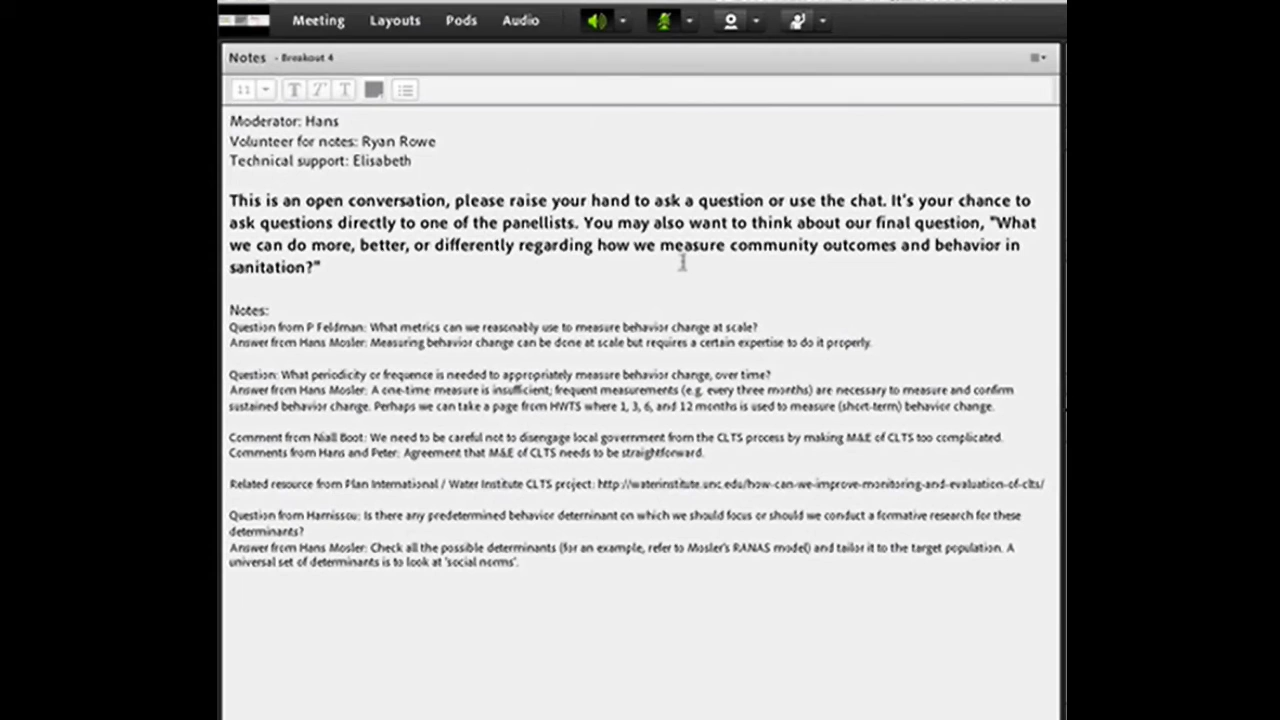 Meeting Layouts Pods Audio
Notes - Breakout 4
11 T T T
Moderator: Hans
Volunteer for notes: Ryan Rowe
Technical support: Elisabeth
This is an open conversation, please raise your hand to ask a question or use the chat. It's your chance to
ask questions directly to one of the panellists. You may also want to think about our final question, "What
we can do more, better, or differently regarding how we measure community outcomes and behavior in
sanitation?"
Notes:
Question from P Feldman: What metrics can we reasonably use to measure behavior change at scale?
Answer from Hans Mosler: Measuring behavior change can be done at scale but requires a certain expertise to do it properly.
Question: What periodicity or frequence is needed to appropriately measure behavior change, over time?
Answer from Hans Mosler: A one-time measure is insufficient; frequent measurements (e.g. every three months) are necessary to measure and confirm
sustained behavior change. Perhaps we can take a page from HWTS where 1, 3, 6, and 12 months is used to measure (short-term) behavior change.
Comment from Niall Boot: We need to be careful not to disengage local government from the CLTS process by making M&E of CLTS too complicated.
Comments from Hans and Peter: Agreement that M&E of CLTS needs to be straightforward.
Related resource from Plan International / Water Institute CLTS project: http://waterinstitute.unc.edu/how-can-we-improve-monitoring-and-evaluation-of-clts/
Question from Hamissou: Is there any predetermined behavior determinant on which we should focus or should we conduct a formative research for these
determinants?
Answer from Hans Mosler: Check all the possible determinants (for an example, refer to Mosler's RANAS model) and tailor it to the target population. A
universal set of determinants is to look at 'social norms'.